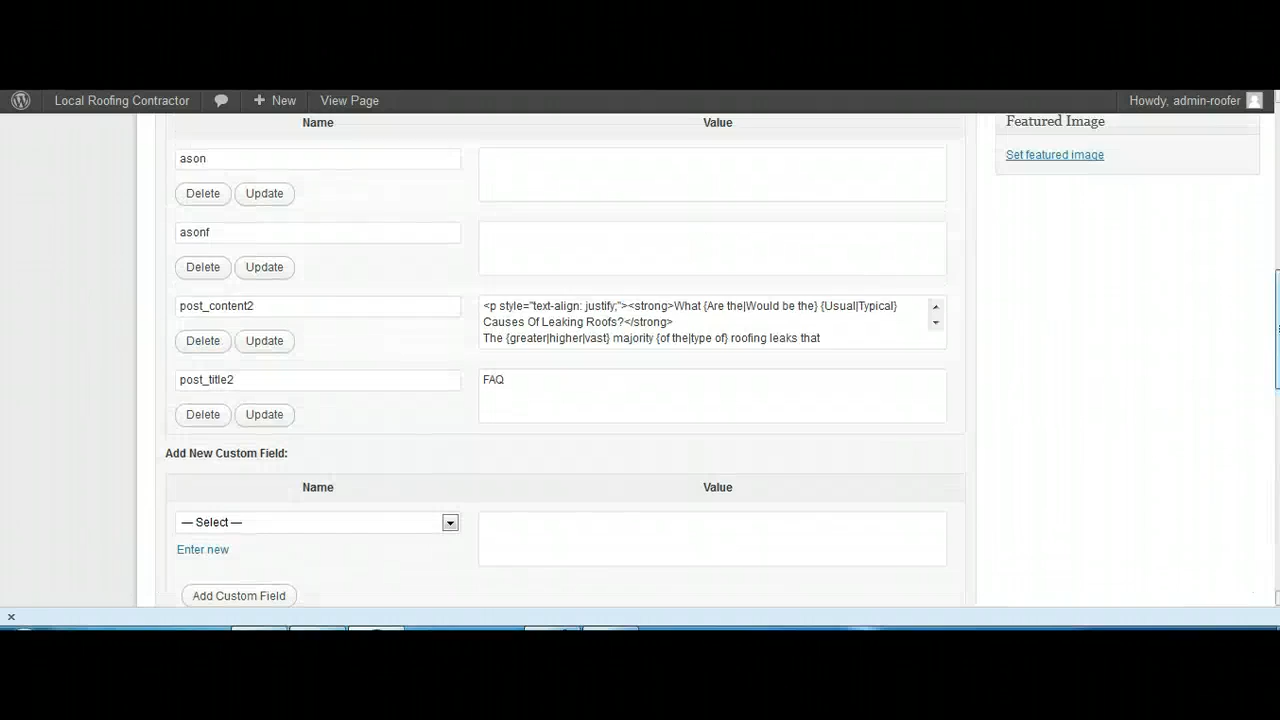 Local Roofing Contractor
New
View Page
Howdy, admin-roofer
Name
Value
Featured Image
Set featured image
ason
Delete
Update
asonf
Delete
Update
post_content2
<p style="text-align: justify;"><strong>What {Are the|Would be the} {Usual|Typical}
Causes Of Leaking Roofs?</strong>
The {greater|higher|vast} majority {of the|type of} roofing leaks that
Delete
Update
post_title2
FAQ
Delete
Update
Add New Custom Field:
Name
Value
— Select —
Enter new
Add Custom Field